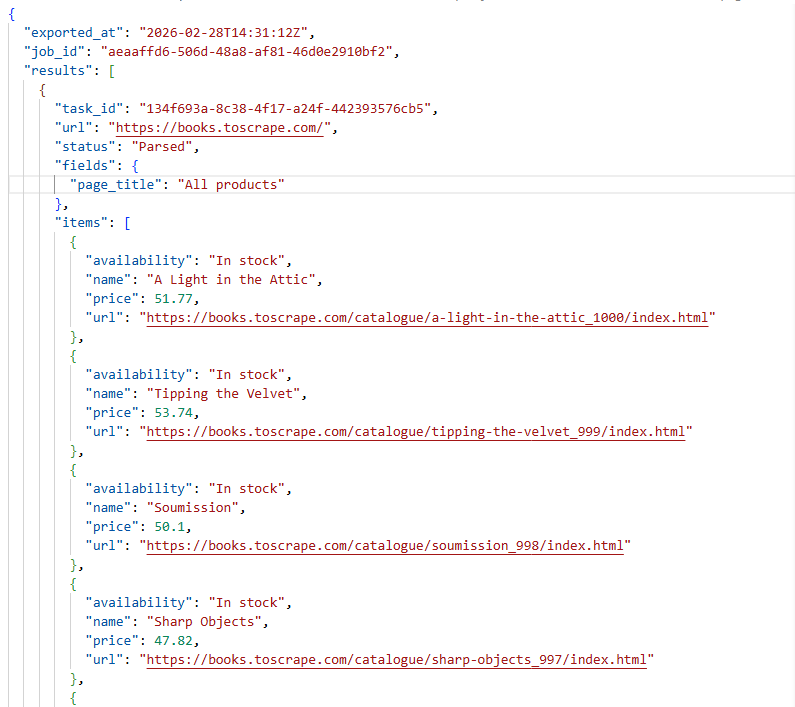 {
"exported_at": "2026-02-28T14:31:12Z",
"job_id": "aeaaffd6-506d-48a8-af81-46d0e2910bf2",
"results": [
{
"task_id": "134f693a-8c38-4f17-a24f-442393576cb5",
"url": "https://books.toscrape.com/",
"status": "Parsed",
"fields": {
"page_title": "All products"
},
"items": [
{
"availability": "In stock",
"name": "A Light in the Attic",
"price": 51.77,
"url": "https://books.toscrape.com/catalogue/a-light-in-the-attic_1000/index.html"
},
{
"availability": "In stock",
"name": "Tipping the Velvet",
"price": 53.74,
"url": "https://books.toscrape.com/catalogue/tipping-the-velvet_999/index.html"
},
{
"availability": "In stock",
"name": "Soumission",
"price": 50.1,
"url": "https://books.toscrape.com/catalogue/soumission_998/index.html"
},
{
"availability": "In stock",
"name": "Sharp Objects",
"price": 47.82,
"url": "https://books.toscrape.com/catalogue/sharp-objects_997/index.html"
},
{